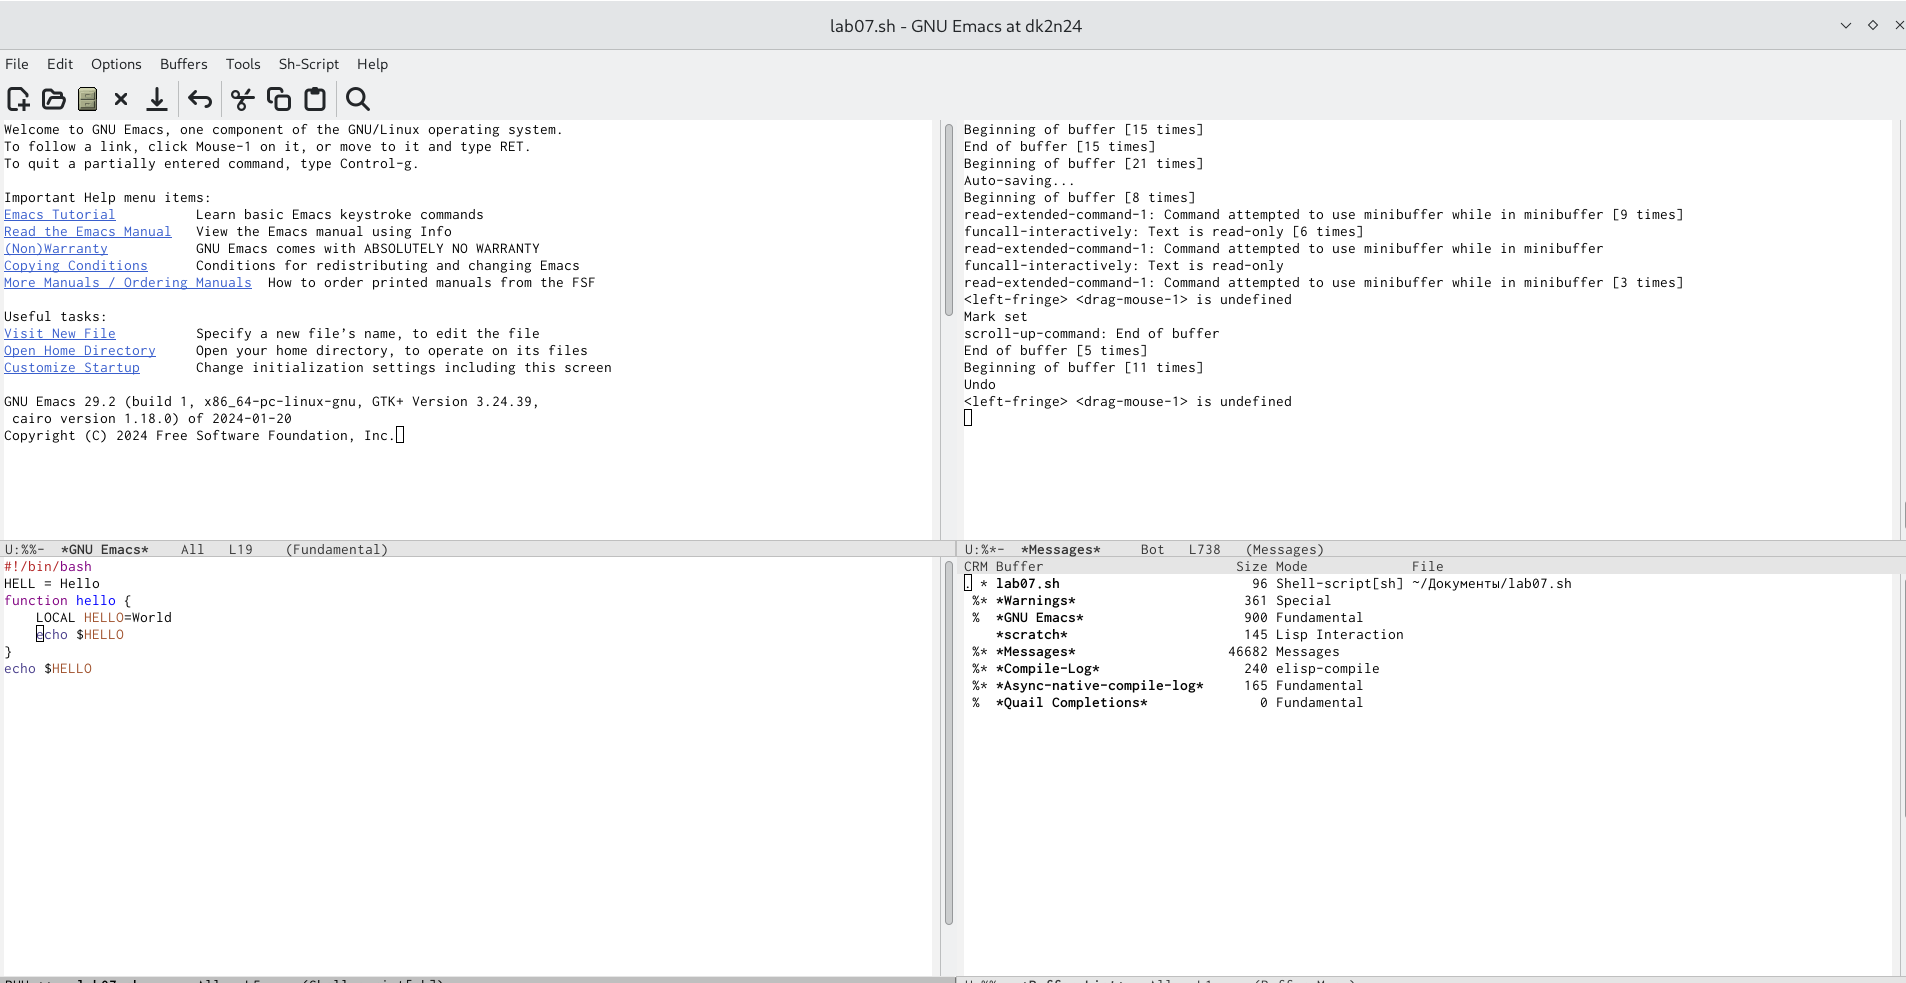 lab07.sh - GNU Emacs at dk2n24
File Edit Options Buffers Tools Sh-Script Help
Welcome to GNU Emacs, one component of the GNU/Linux operating system.
To follow a link, click Mouse-1 on it, or move to it and type RET.
To quit a partially entered command, type Control-g.
Important Help menu items:
Emacs Tutorial Learn basic Emacs keystroke commands
Read the Emacs Manual View the Emacs manual using Info
(Non)Warranty GNU Emacs comes with ABSOLUTELY NO WARRANTY
Copying Conditions Conditions for redistributing and changing Emacs
More Manuals / Ordering Manuals How to order printed manuals from the FSF
Useful tasks:
Visit New File Specify a new file’s name, to edit the file
Open Home Directory Open your home directory, to operate on its files
Customize Startup Change initialization settings including this screen
GNU Emacs 29.2 (build 1, x86_64-pc-linux-gnu, GTK+ Version 3.24.39,
cairo version 1.18.0) of 2024-01-20
Copyright (C) 2024 Free Software Foundation, Inc.
U:%%- *GNU Emacs* All L19 (Fundamental)
Beginning of buffer [15 times]
End of buffer [15 times]
Beginning of buffer [21 times]
Auto-saving...
Beginning of buffer [8 times]
read-extended-command-1: Command attempted to use minibuffer while in minibuffer [9 times]
funcall-interactively: Text is read-only [6 times]
read-extended-command-1: Command attempted to use minibuffer while in minibuffer
funcall-interactively: Text is read-only
read-extended-command-1: Command attempted to use minibuffer while in minibuffer [3 times]
<left-fringe> <drag-mouse-1> is undefined
Mark set
scroll-up-command: End of buffer
End of buffer [5 times]
Beginning of buffer [11 times]
Undo
<left-fringe> <drag-mouse-1> is undefined
U:%*- *Messages* Bot L738 (Messages)
#!/bin/bash
HELL = Hello
function hello {
LOCAL HELLO=World
echo $HELLO
}
echo $HELLO
CRM Buffer Size Mode File
. * lab07.sh 96 Shell-script[sh] ~/Документы/lab07.sh
%* *Warnings* 361 Special
% *GNU Emacs* 900 Fundamental
*scratch* 145 Lisp Interaction
%* *Messages* 46682 Messages
%* *Compile-Log* 240 elisp-compile
%* *Async-native-compile-log* 165 Fundamental
% *Quail Completions* 0 Fundamental